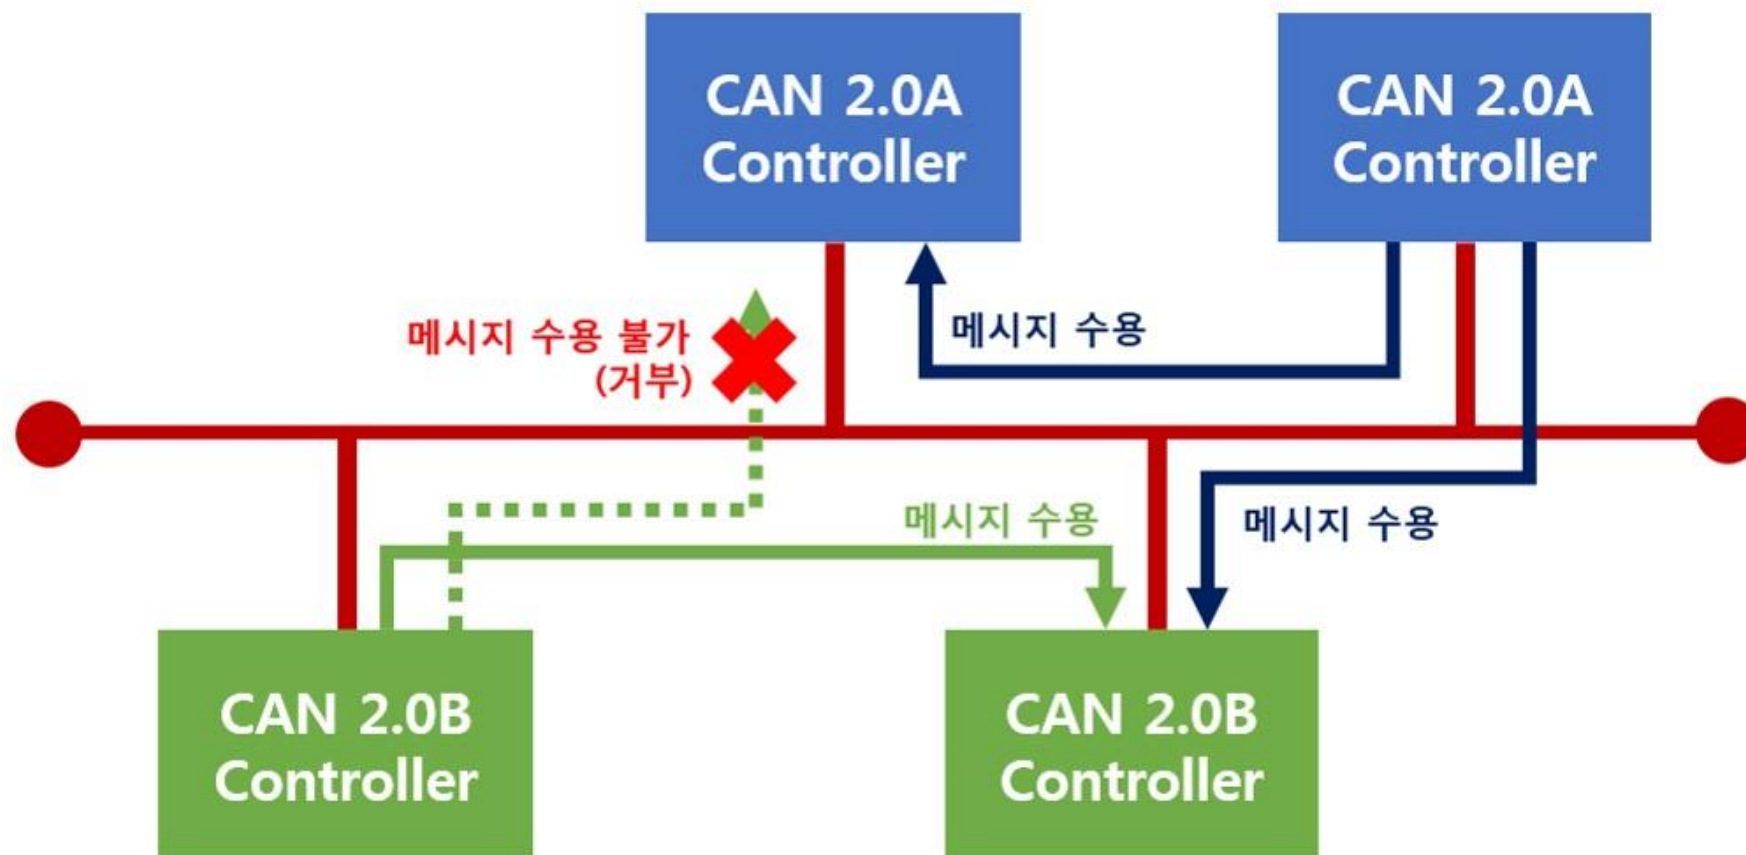 CAN 2.0A
Controller
CAN 2.0A
Controller
메시지 수용 불가
(거부)
메시지 수용
메시지 수용
메시지 수용
CAN 2.0B
Controller
CAN 2.0B
Controller